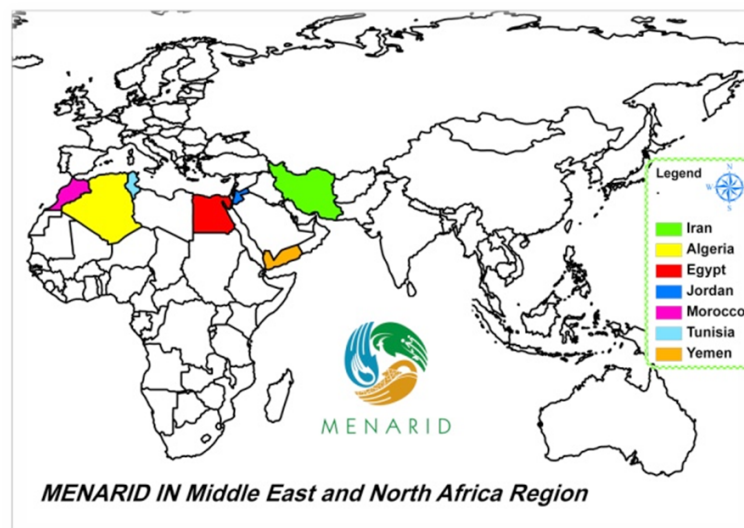 Legend
N
W
S
Iran
Algeria
Egypt
Jordan
Morocco
Tunisia
Yemen
MENARID
MENARID IN Middle East and North Africa Region